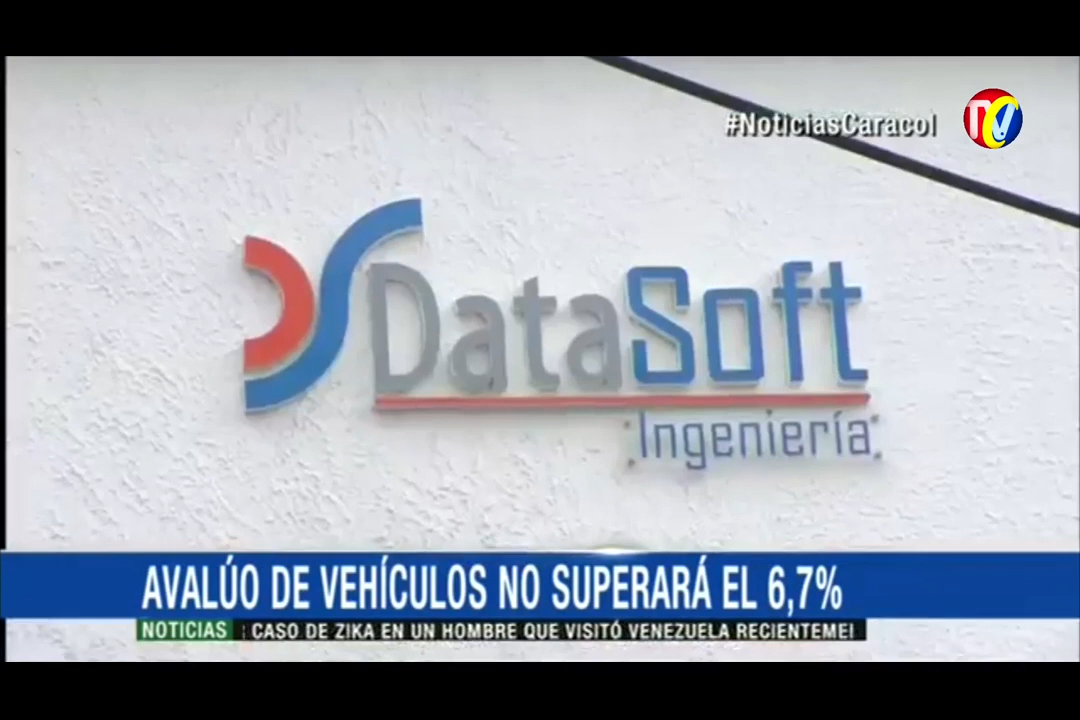 #NoticiasCaracol
TVC
DataSoft
Ingeniería
AVALÚO DE VEHÍCULOS NO SUPERARÁ EL 6,7%
NOTICIAS
CASO DE ZIKA EN UN HOMBRE QUE VISITÓ VENEZUELA